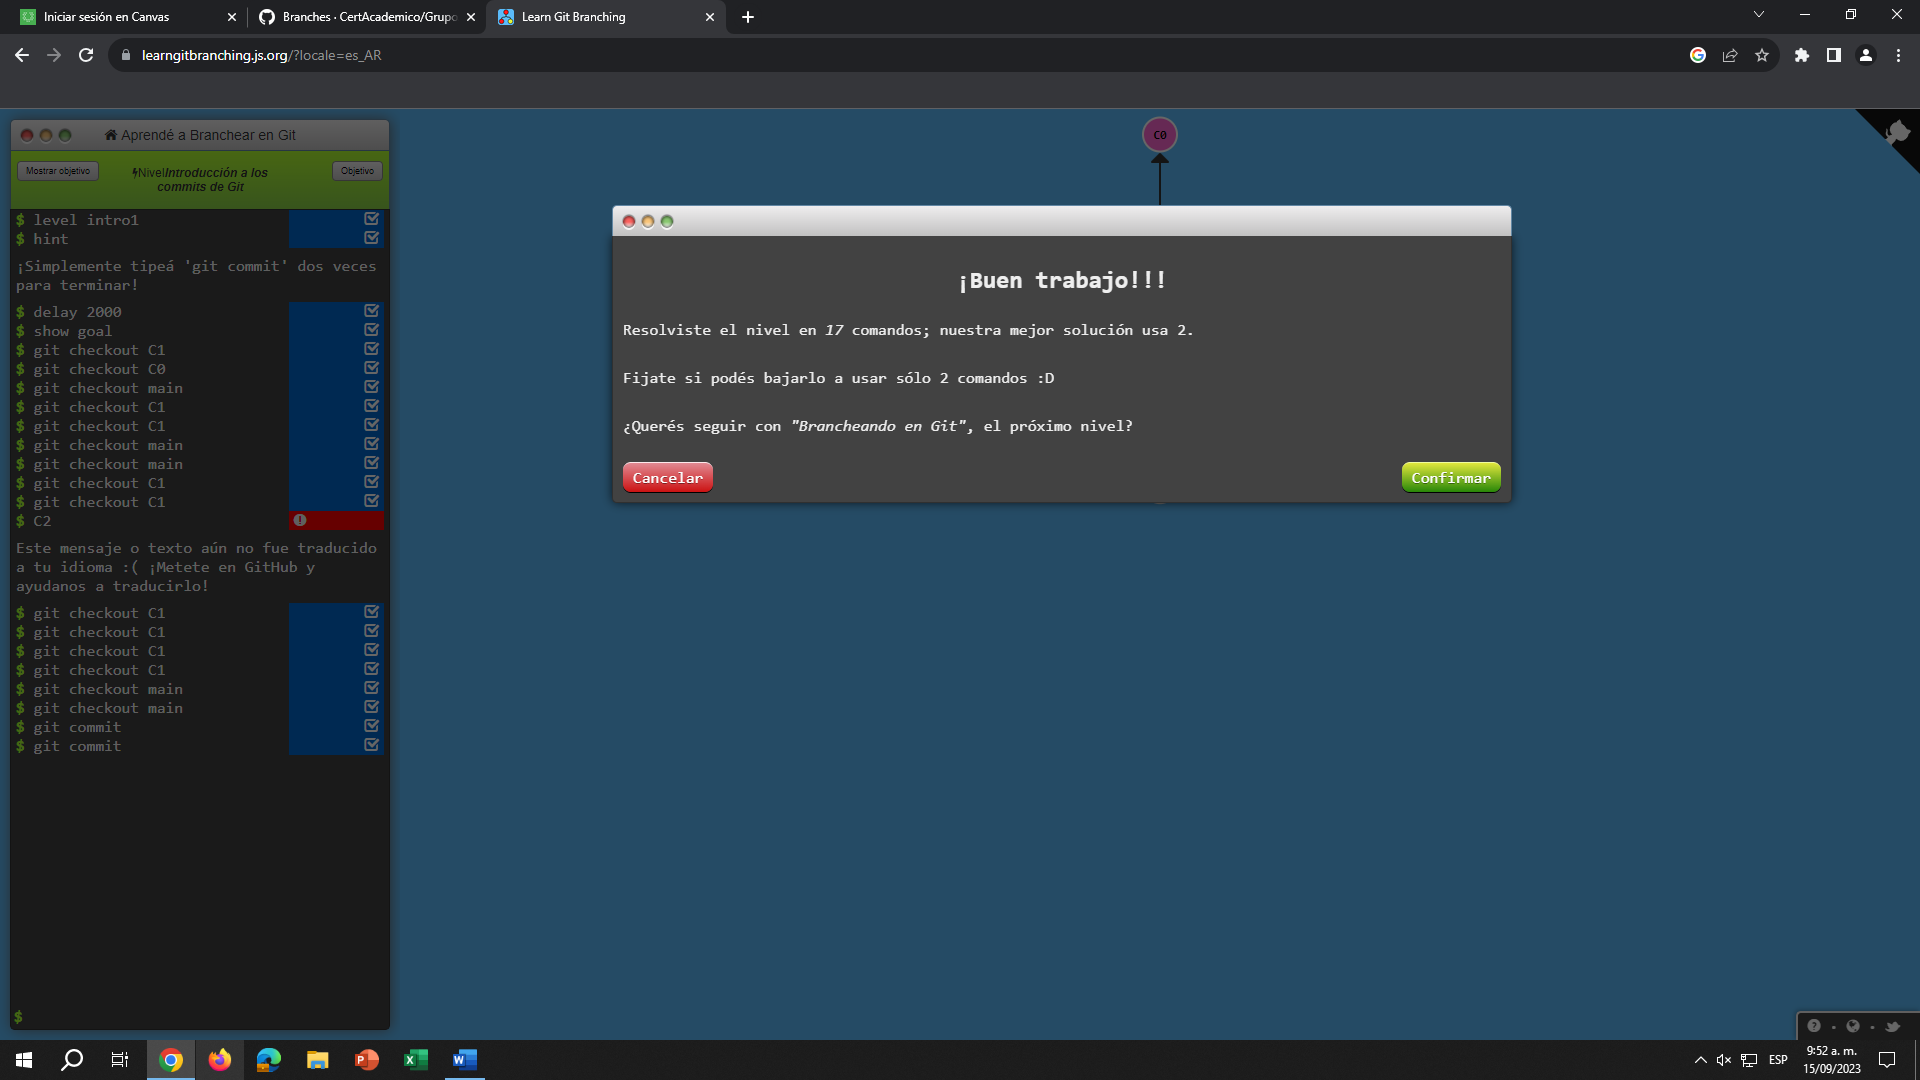 Iniciar sesión en Canvas
Branches · CertAcademico/Grupo
Learn Git Branching
learngitbranching.js.org/?locale=es_AR
Aprendé a Branchear en Git
Mostrar objetivo
NivelIntroducción a los
commits de Git
Objetivo
$ level intro1
$ hint
¡Simplemente tipeá 'git commit' dos veces
para terminar!
$ delay 2000
$ show goal
$ git checkout C1
$ git checkout C0
$ git checkout main
$ git checkout C1
$ git checkout C1
$ git checkout main
$ git checkout main
$ git checkout C1
$ git checkout C1
$ C2
Este mensaje o texto aún no fue traducido
a tu idioma :( ¡Metete en GitHub y
ayudanos a traducirlo!
$ git checkout C1
$ git checkout C1
$ git checkout C1
$ git checkout C1
$ git checkout main
$ git checkout main
$ git commit
$ git commit
$
C0
¡Buen trabajo!!!
Resolviste el nivel en 17 comandos; nuestra mejor solución usa 2.
Fijate si podés bajarlo a usar sólo 2 comandos :D
¿Querés seguir con "Brancheando en Git", el próximo nivel?
Cancelar
Confirmar
ESP
9:52 a. m.
15/09/2023